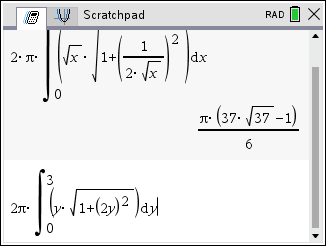 Scratchpad RAD
2·π·∫₀(√x·√(1+(1/(2·√x))²))dx
π·(37·√37−1)/6
2π·∫₀³(y·√(1+(2y)²))dy